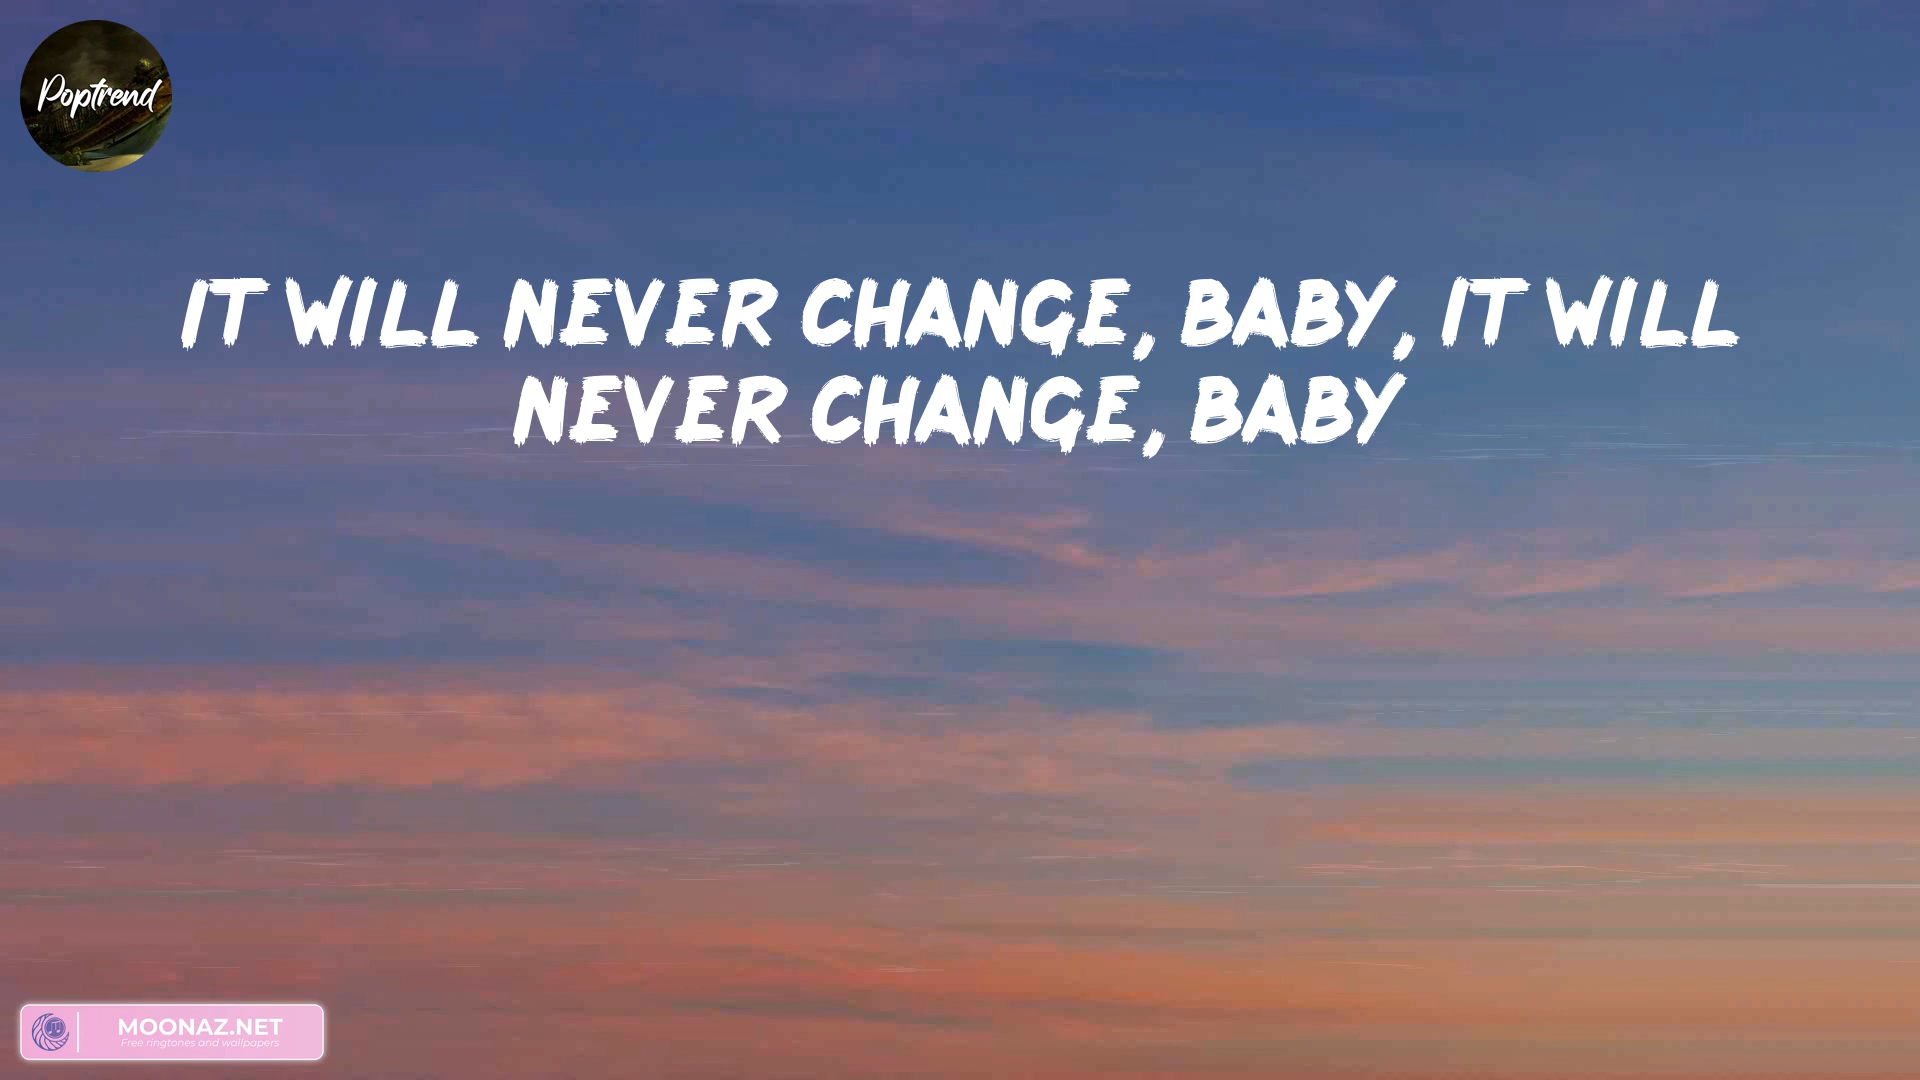 Poptrend
IT WILL NEVER CHANGE, BABY, IT WILL
NEVER CHANGE, BABY
MOONAZ.NET
Free ringtones and wallpapers